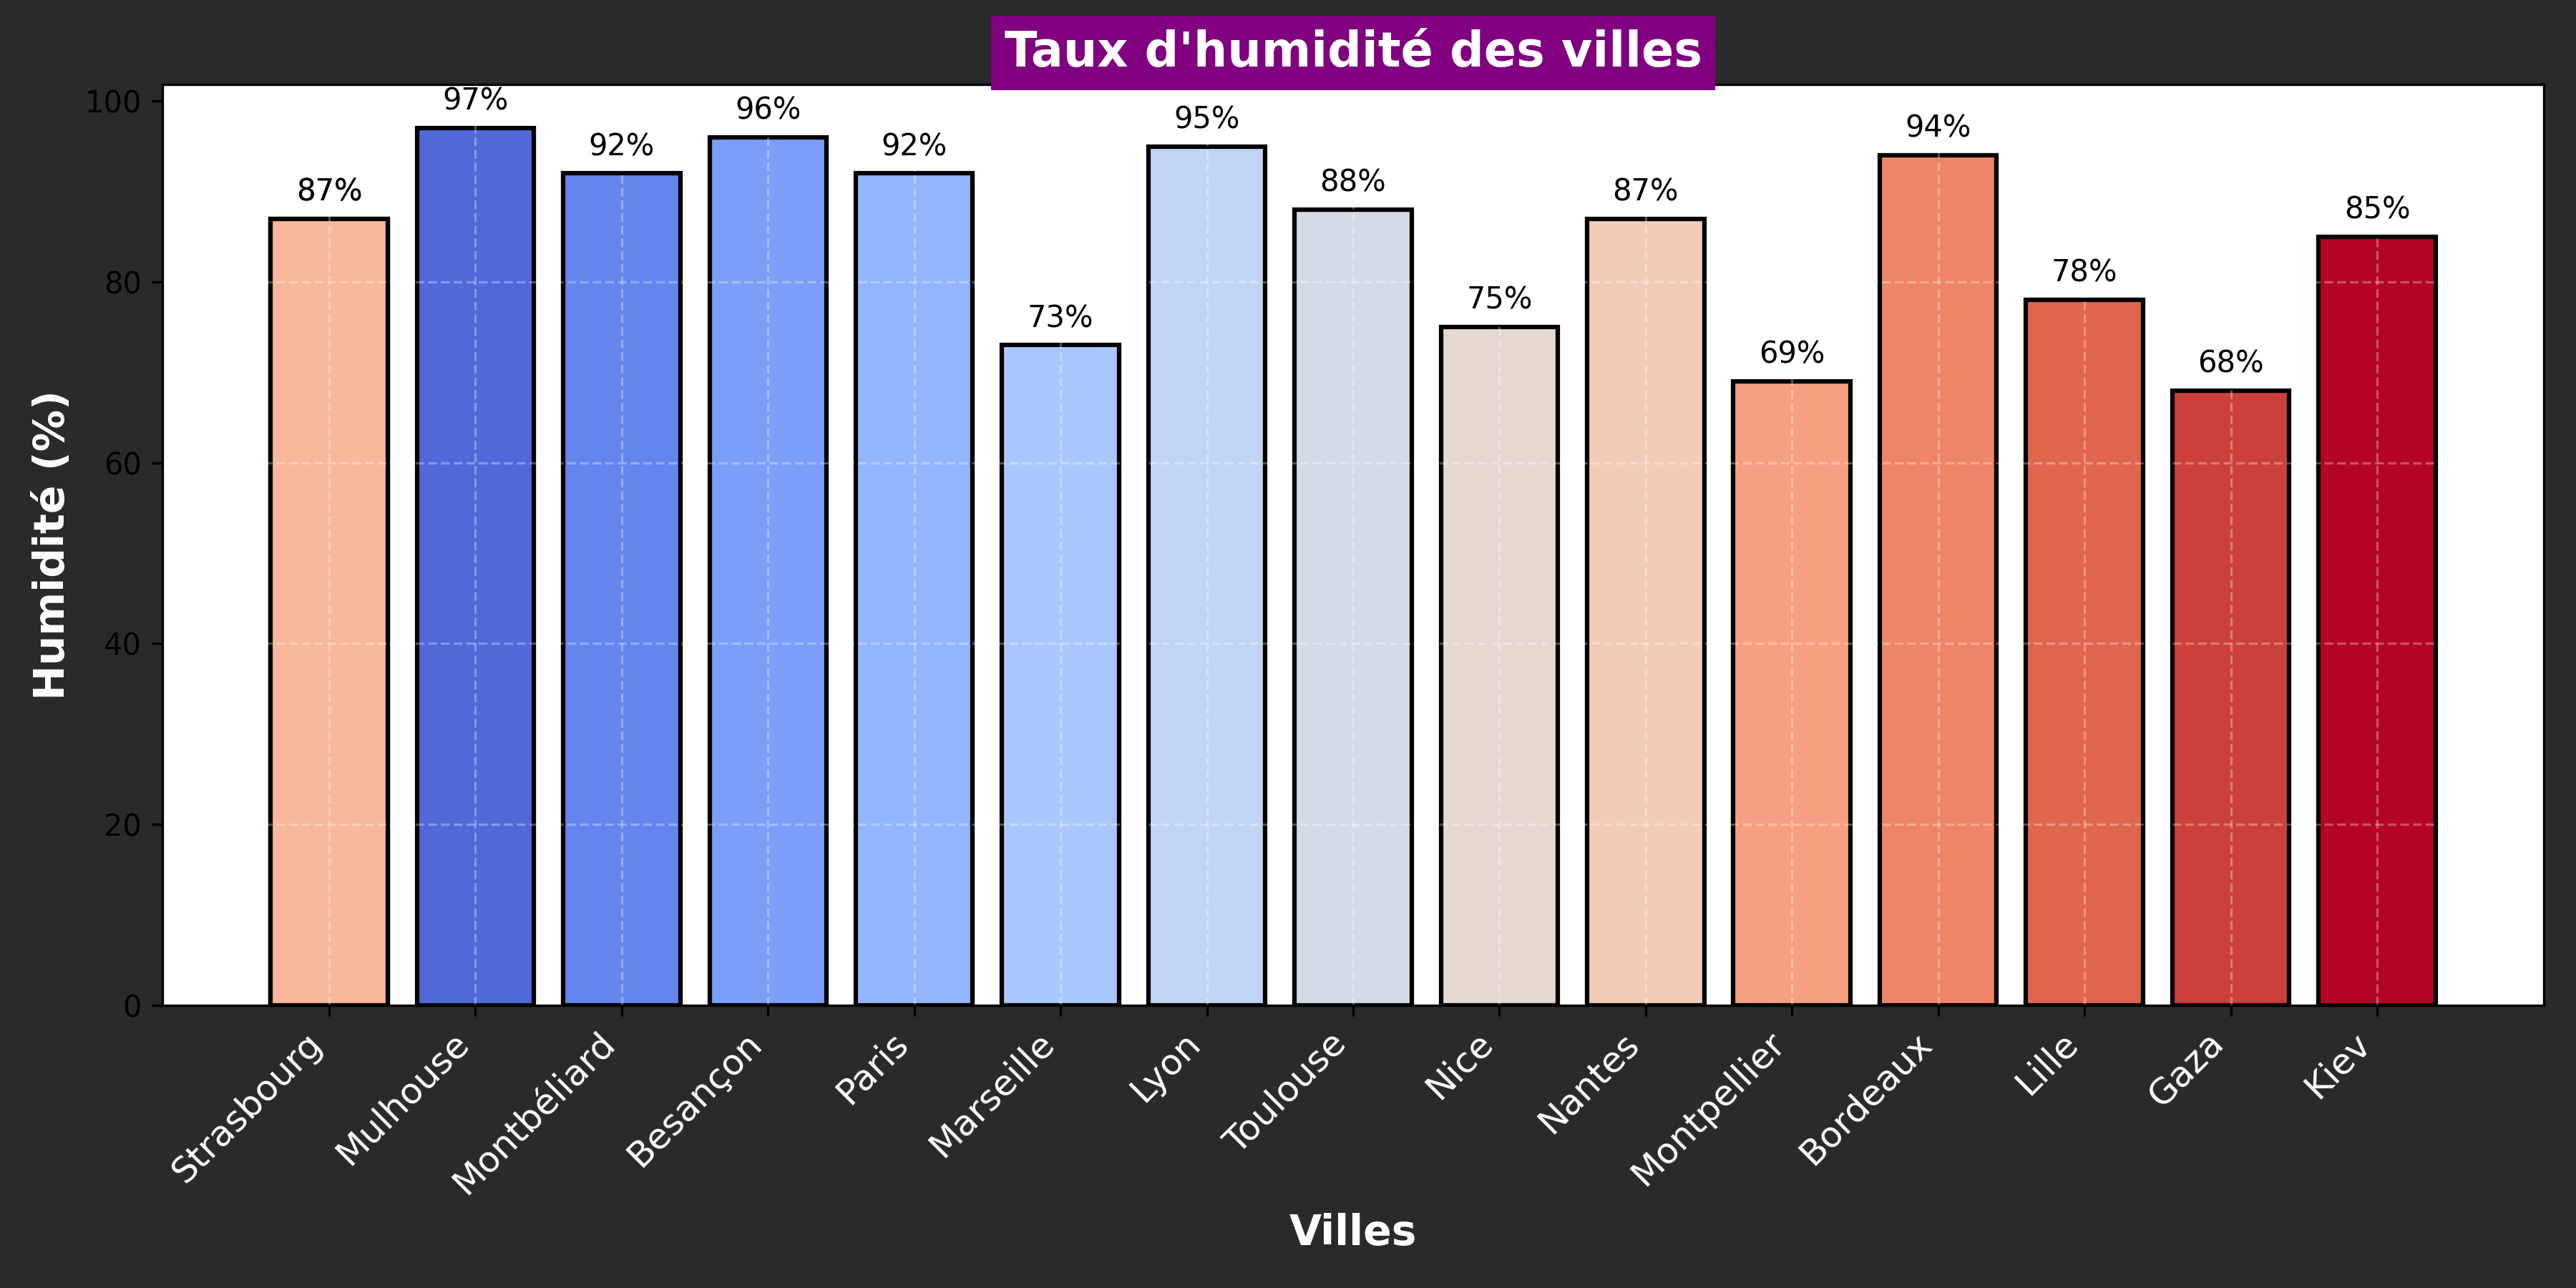 Taux d'humidité des villes
Humidité (%)
100
80
60
40
20
0
87%
97%
92%
96%
92%
73%
95%
88%
75%
87%
69%
94%
78%
68%
85%
Strasbourg
Mulhouse
Montbéliard
Besançon
Paris
Marseille
Lyon
Toulouse
Nice
Nantes
Montpellier
Bordeaux
Lille
Gaza
Kiev
Villes